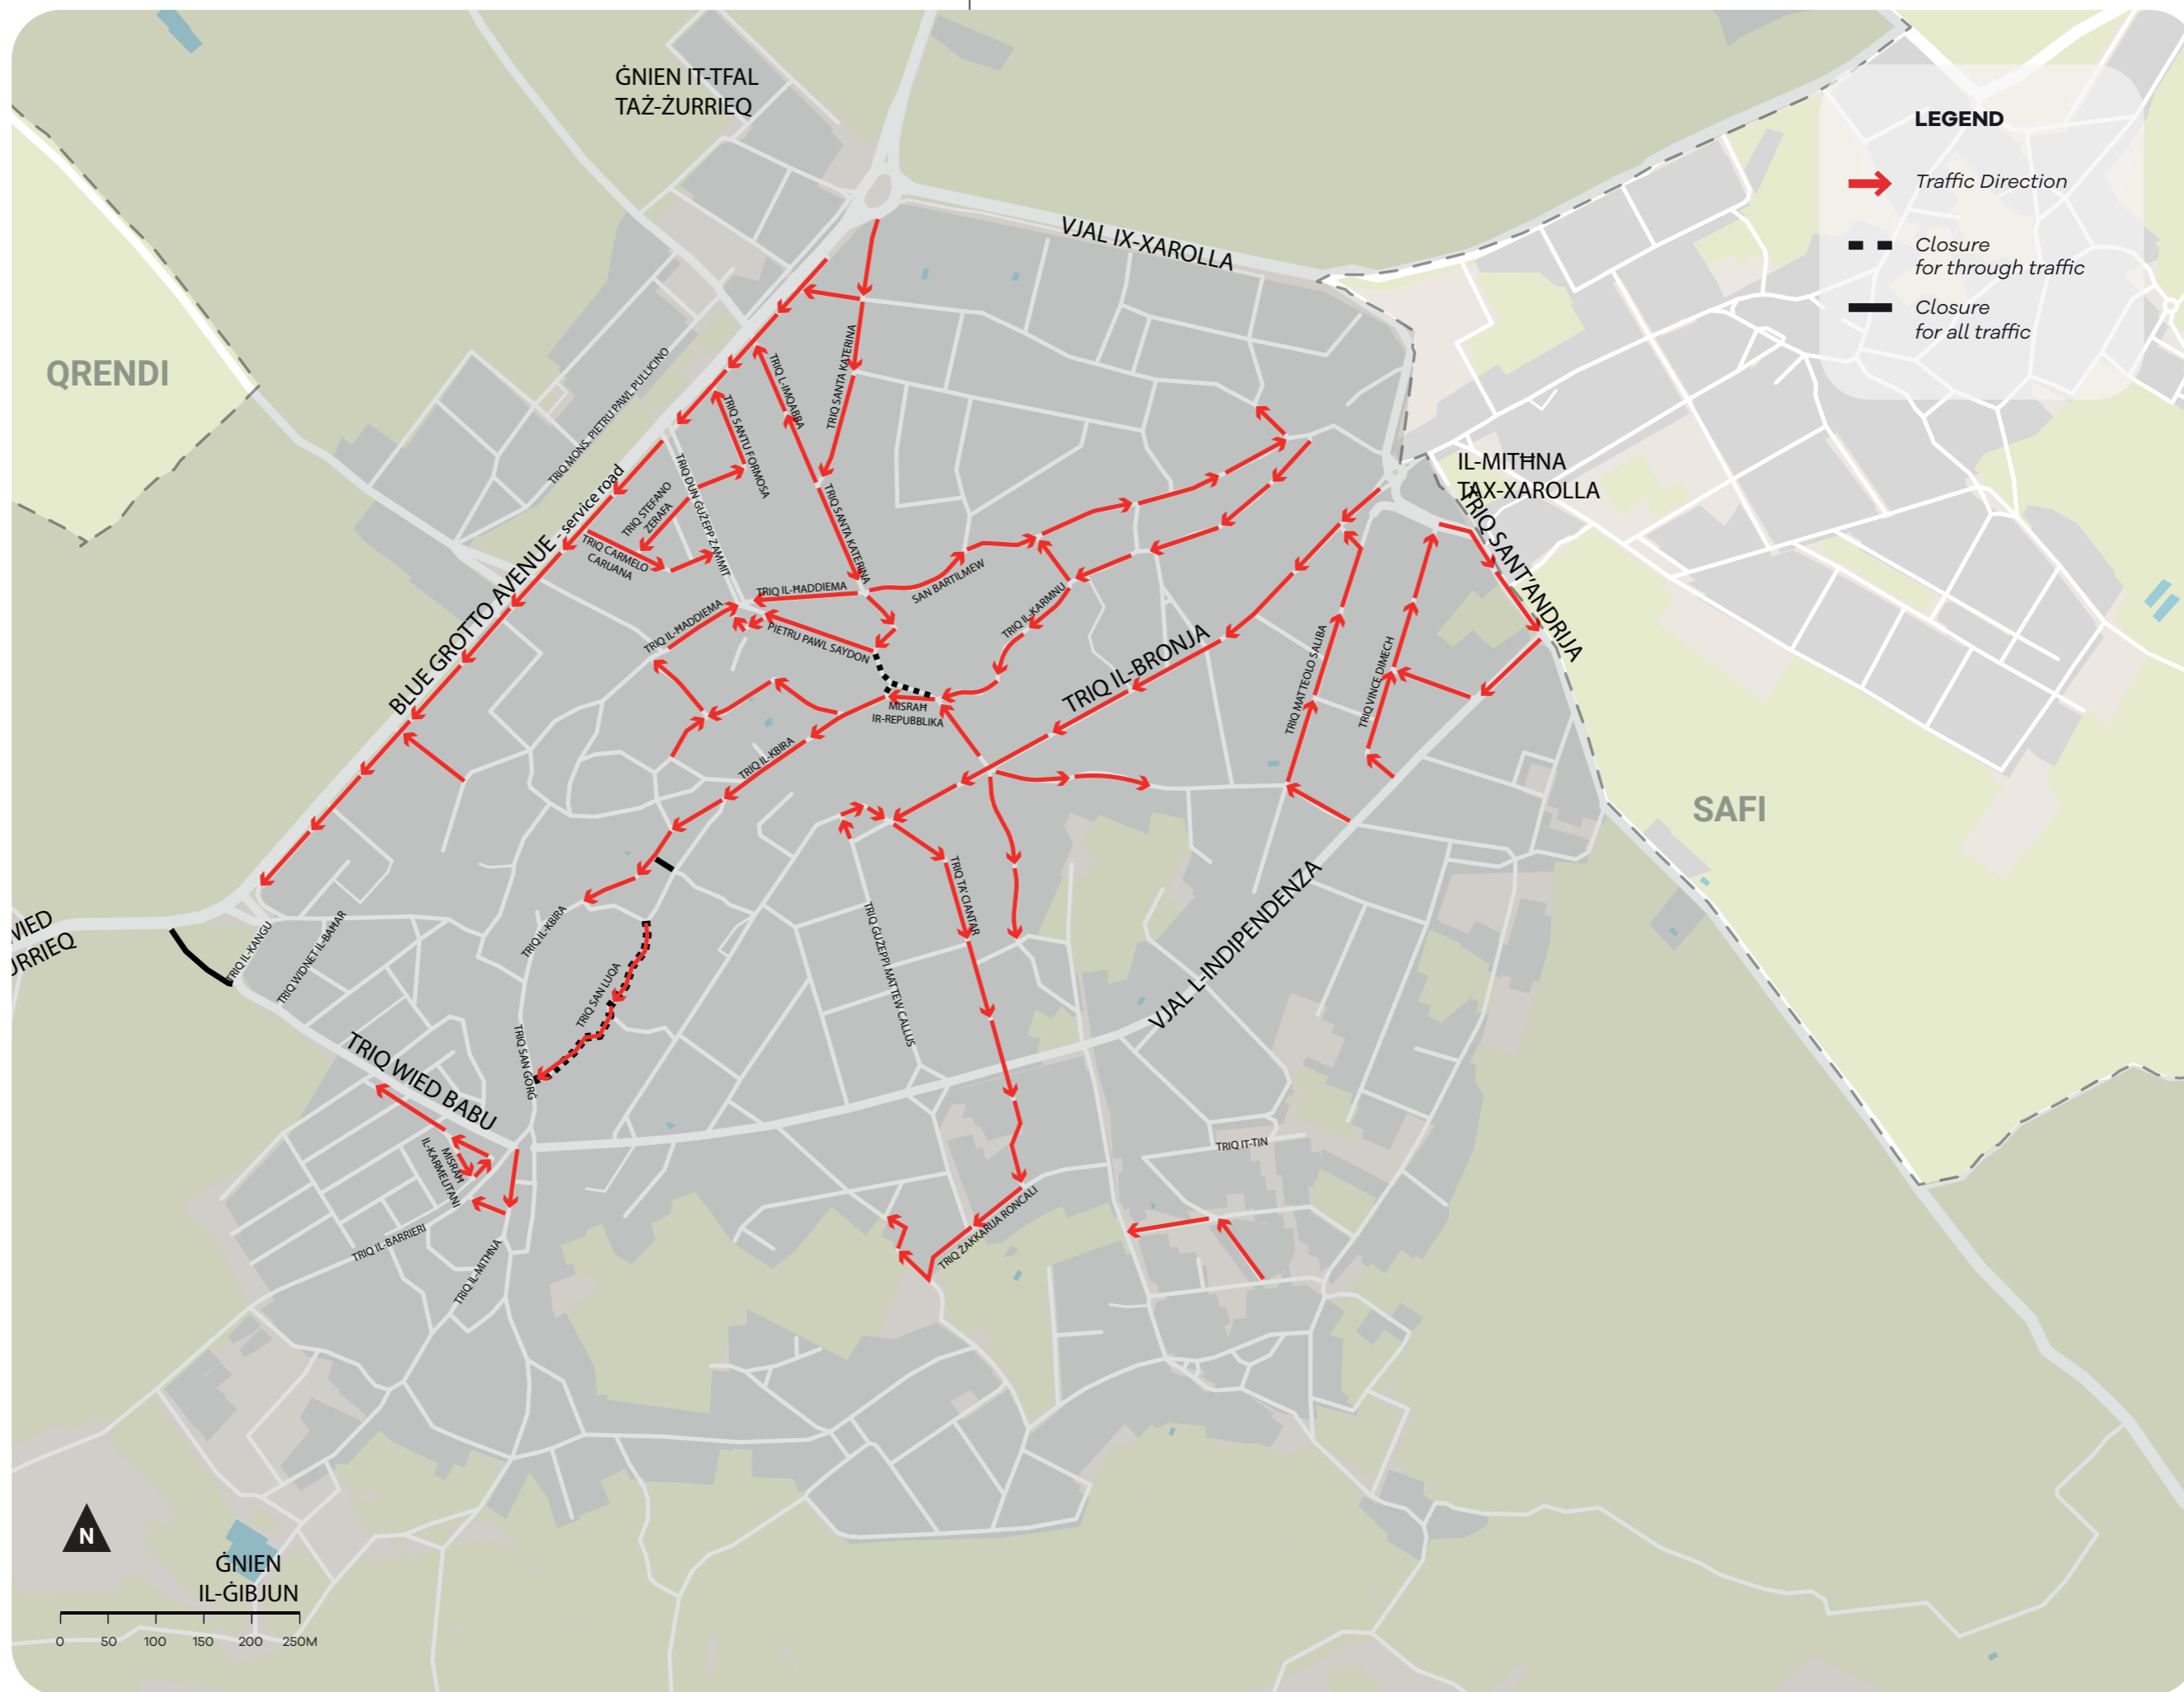 ĠNIEN IT-TFAL
TAŻ-ŻURRIEQ
VJAL IX-XAROLLA
LEGEND
Traffic Direction
Closure
for through traffic
Closure
for all traffic
QRENDI
TRIQ MONS. PIETRU PAWL PULLICINO
TRIQ L-IMQABBA
TRIQ SANTA KATERINA
TRIQ SANTU FORMOSA
TRIQ DUN ĠUŻEPP ZAMMIT
TRIQ STEFANO
ZERAFA
TRIQ CARMELO
CARUANA
TRIQ SANTA KATERINA
IL-MITĦNA
TAX-XAROLLA
TRIQ SANT'ANDRIJA
BLUE GROTTO AVENUE - service road
TRIQ IL-ĦADDIEMA
SAN BARTILMEW
TRIQ IL-ĦADDIEMA
PIETRU PAWL SAYDON
TRIQ IL-KARMNU
TRIQ IL-BRONJA
TRIQ MATTEOLO SALIBA
TRIQ VINCE DIMECH
MISRAĦ
IR-REPUBBLIKA
TRIQ IL-KBIRA
SAFI
TRIQ TA' CIANTAR
TRIQ ĠUŻEPPI MATTEW CALLUS
VJAL L-INDIPENDENZA
WIED
URRIEQ
TRIQ IL-KANGU
TRIQ WIDNET IL-BAĦAR
TRIQ IL-KBIRA
TRIQ SAN LUQA
TRIQ SAN ĠORĠ
TRIQ WIED BABU
MISRAĦ
IL-KARMELITANI
TRIQ IL-BARRIERI
TRIQ IL-MITĦNA
TRIQ IT-TIN
TRIQ ŻAKKARIJA RONCALI
N
ĠNIEN
IL-ĠIBJUN
0 50 100 150 200 250M